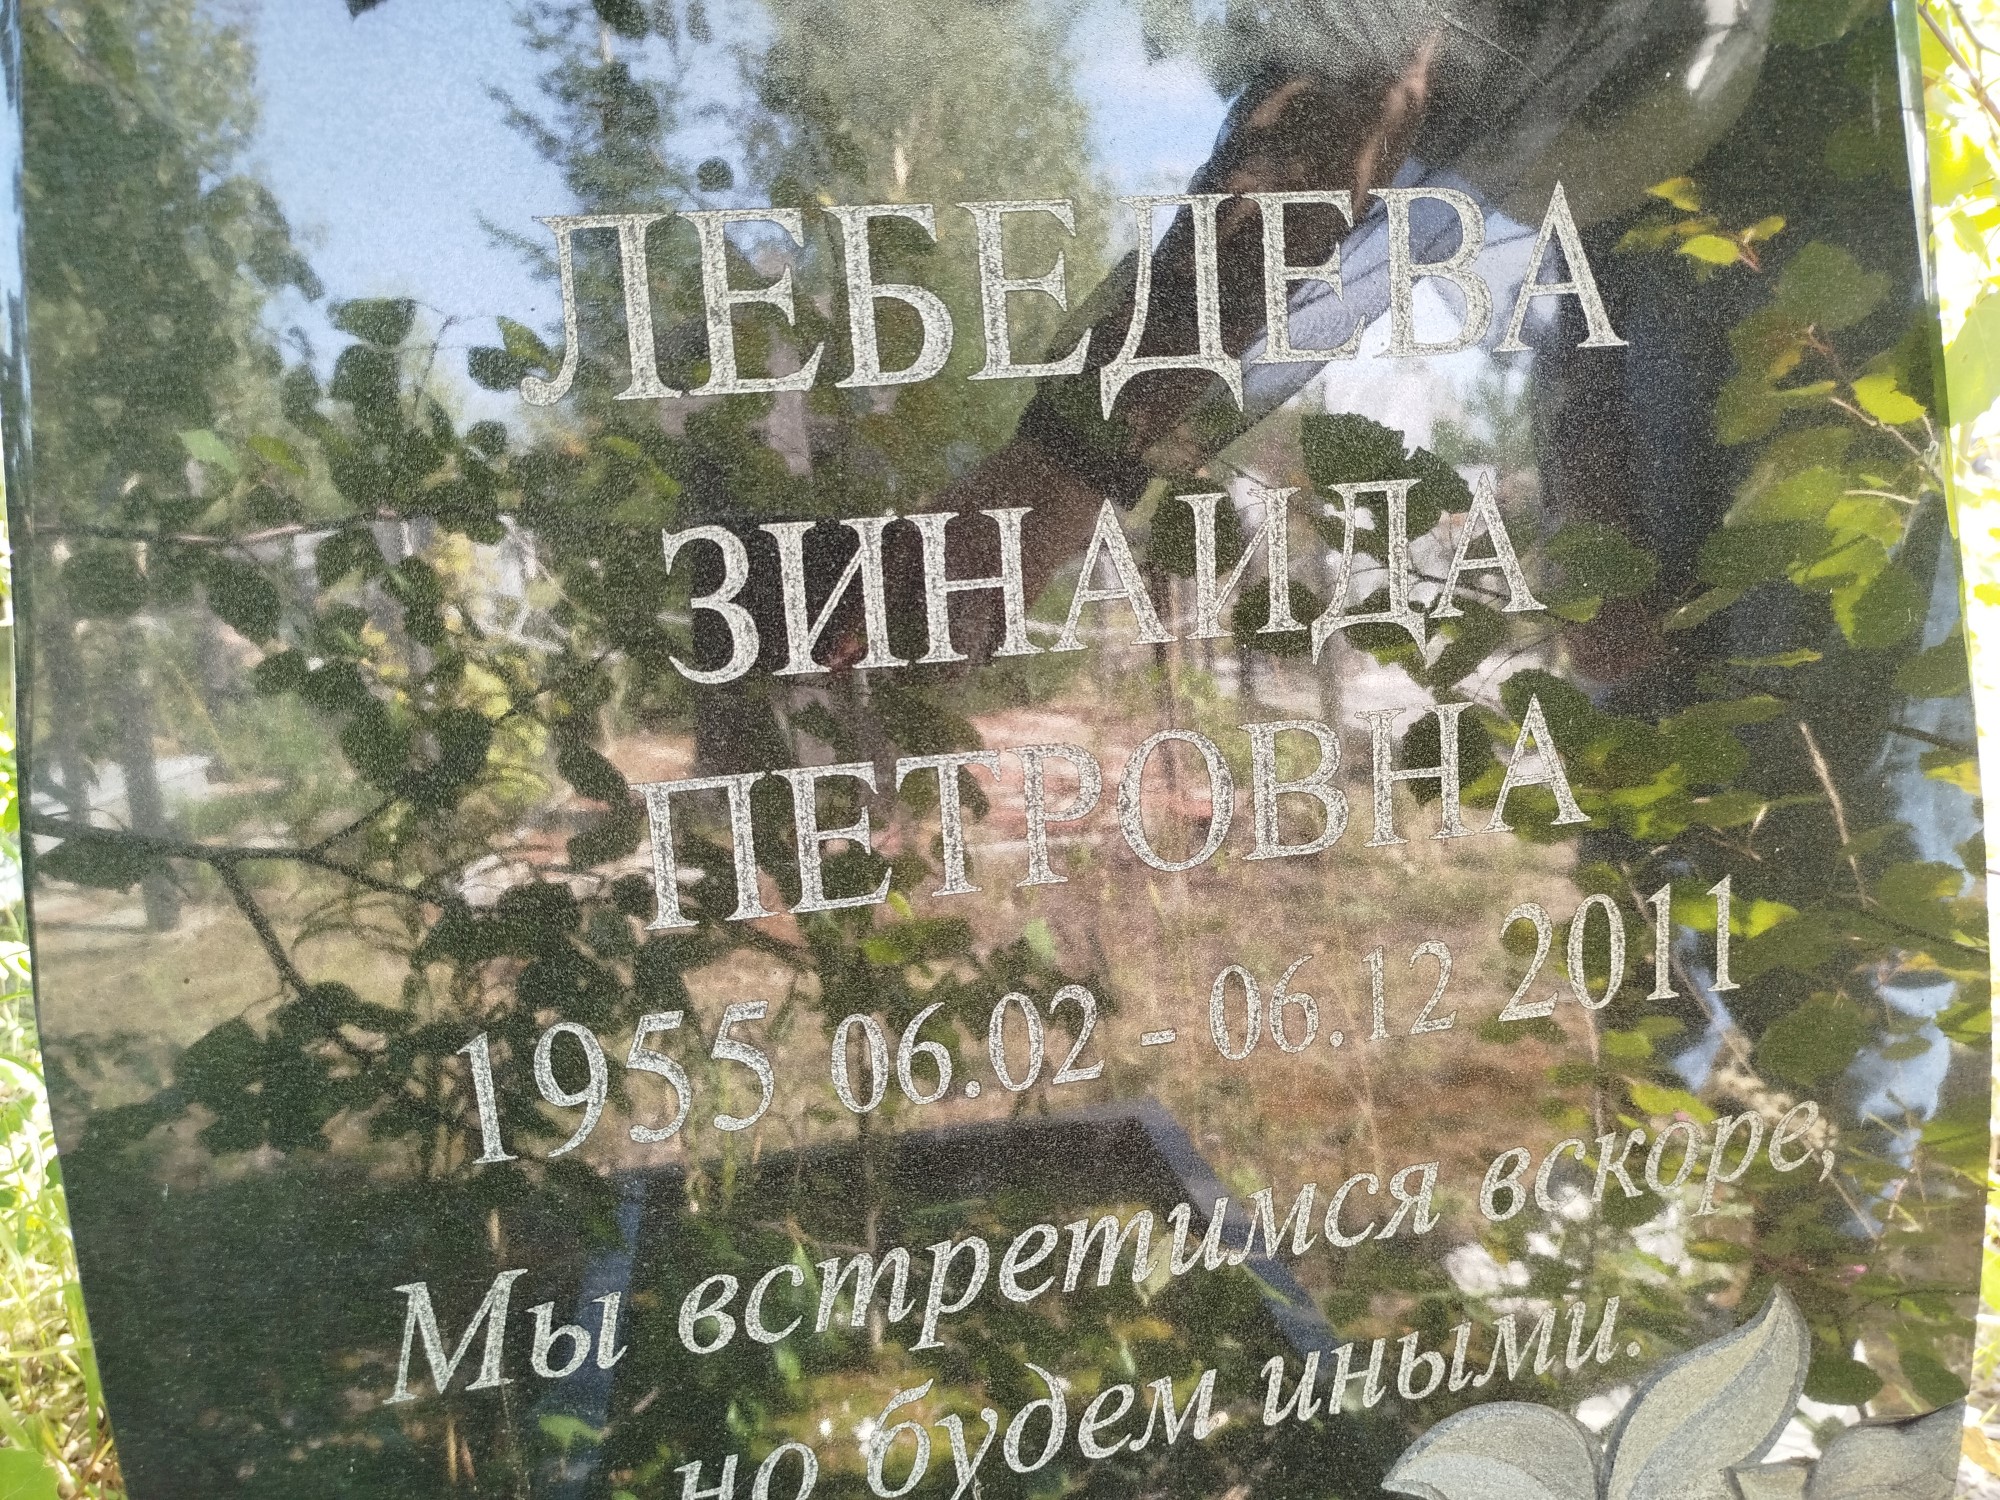 ЛЕБЕДЕВА
ЗИНАИДА
ПЕТРОВНА
1955 06.02 - 06.12 2011
Мы встретимся вскоре,
но будем иными.